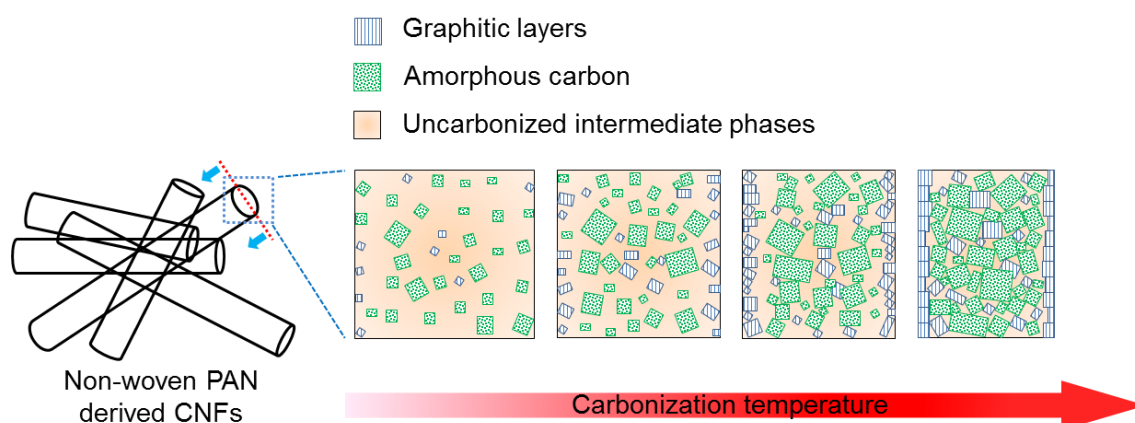 Graphitic layers
Amorphous carbon
Uncarbonized intermediate phases
Non-woven PAN
derived CNFs
Carbonization temperature